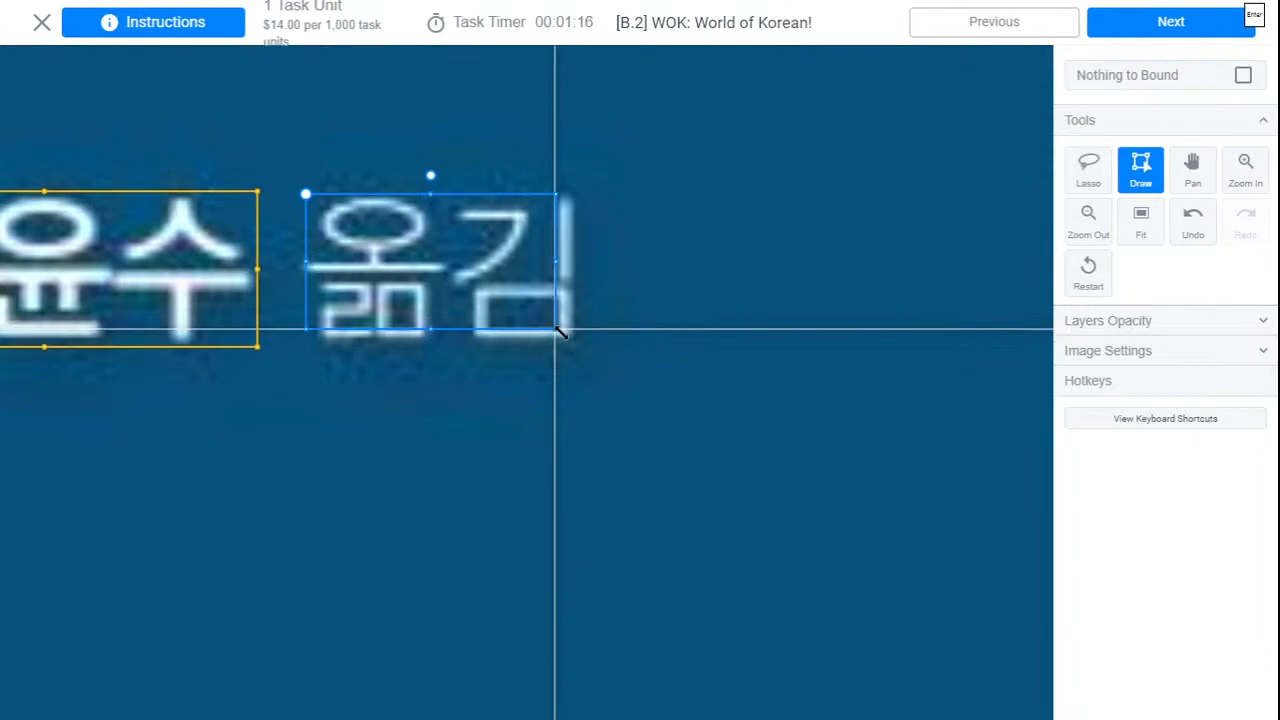 Instructions
1 Task Unit
$14.00 per 1,000 task
units
Task Timer 00:01:16
[B.2] WOK: World of Korean!
Previous
Next
Enter
윤수 옮김
Nothing to Bound
Tools
Lasso Draw Pan Zoom In
Zoom Out Fit Undo Redo
Restart
Layers Opacity
Image Settings
Hotkeys
View Keyboard Shortcuts